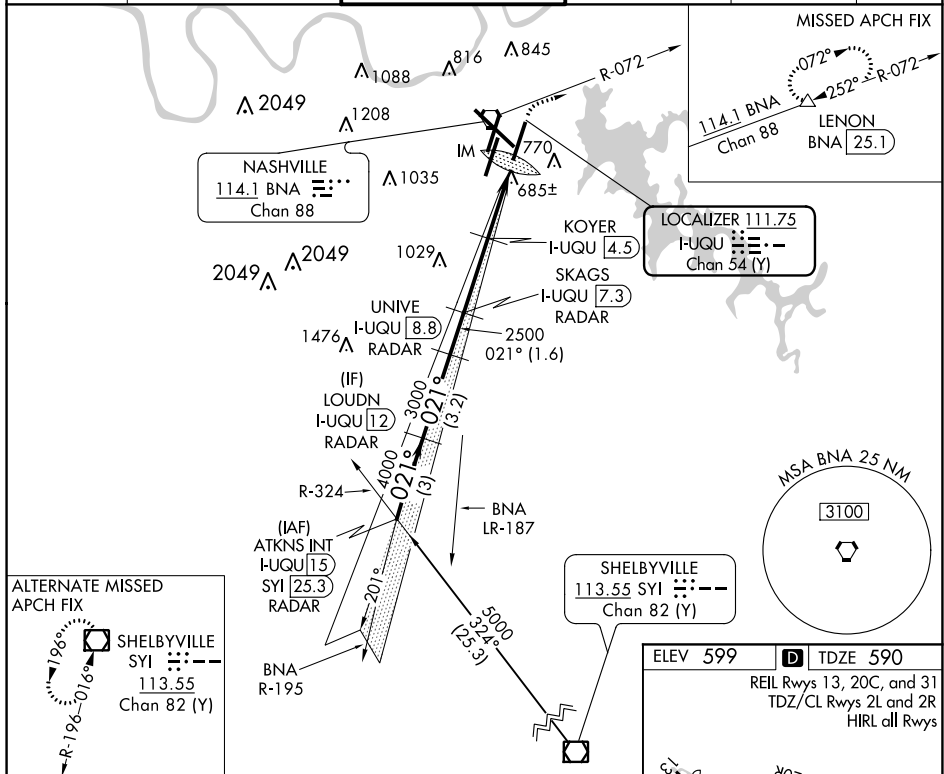 MISSED APCH FIX
072°
252°
R-072
114.1 BNA
Chan 88
LENON
BNA 25.1
845
816
1088
2049
1208
R-072
IM
770
1035
685±
NASHVILLE
114.1 BNA
Chan 88
KOYER
I-UQU 4.5
LOCALIZER 111.75
I-UQU
Chan 54 (Y)
1029
2049
2049
SKAGS
I-UQU 7.3
RADAR
UNIVE
I-UQU 8.8
RADAR
1476
2500
021° (1.6)
(IF)
LOUDN
I-UQU 12
RADAR
3000
021°
(3.2)
4000
021°
(3)
R-324
BNA
LR-187
(IAF)
ATKNS INT
I-UQU 15
SYI 25.3
RADAR
201°
BNA
R-195
5000
324°
(25.3)
SHELBYVILLE
113.55 SYI
Chan 82 (Y)
MSA BNA 25 NM
3100
ALTERNATE MISSED
APCH FIX
196°
SHELBYVILLE
SYI
113.55
Chan 82 (Y)
R-196
016°
ELEV 599
D
TDZE 590
REIL Rwys 13, 20C, and 31
TDZ/CL Rwys 2L and 2R
HIRL all Rwys